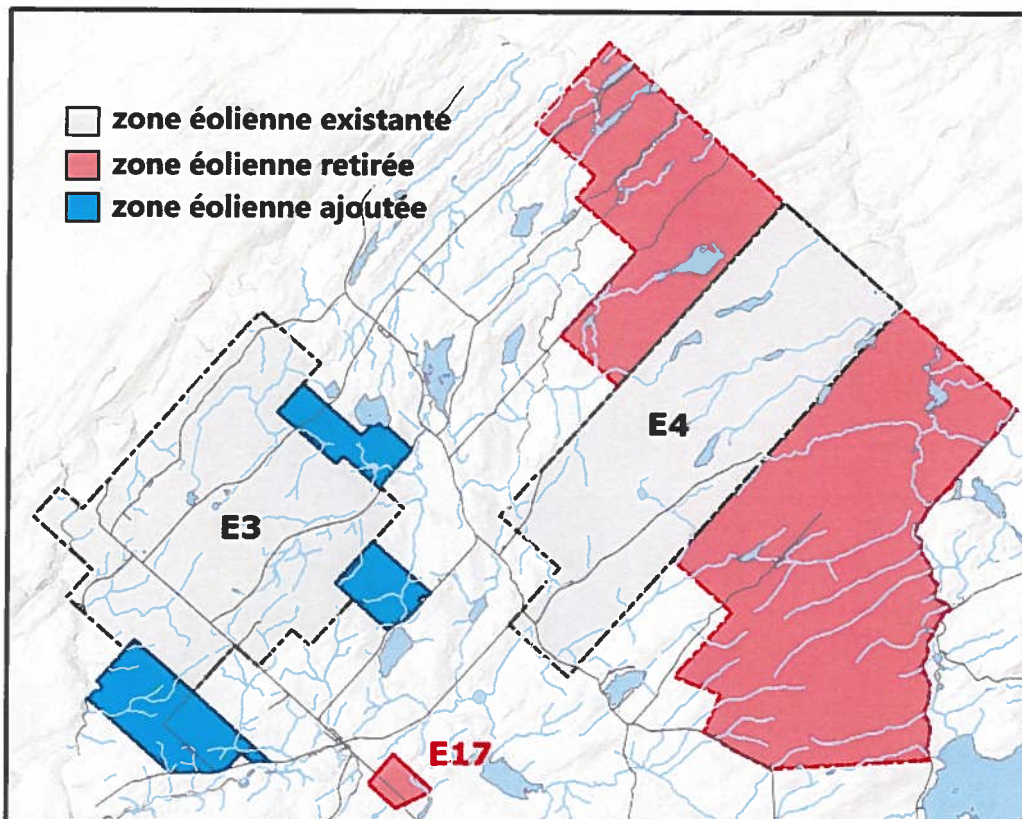 zone éolienne existante
zone éolienne retirée
zone éolienne ajoutée
E4
E3
E17